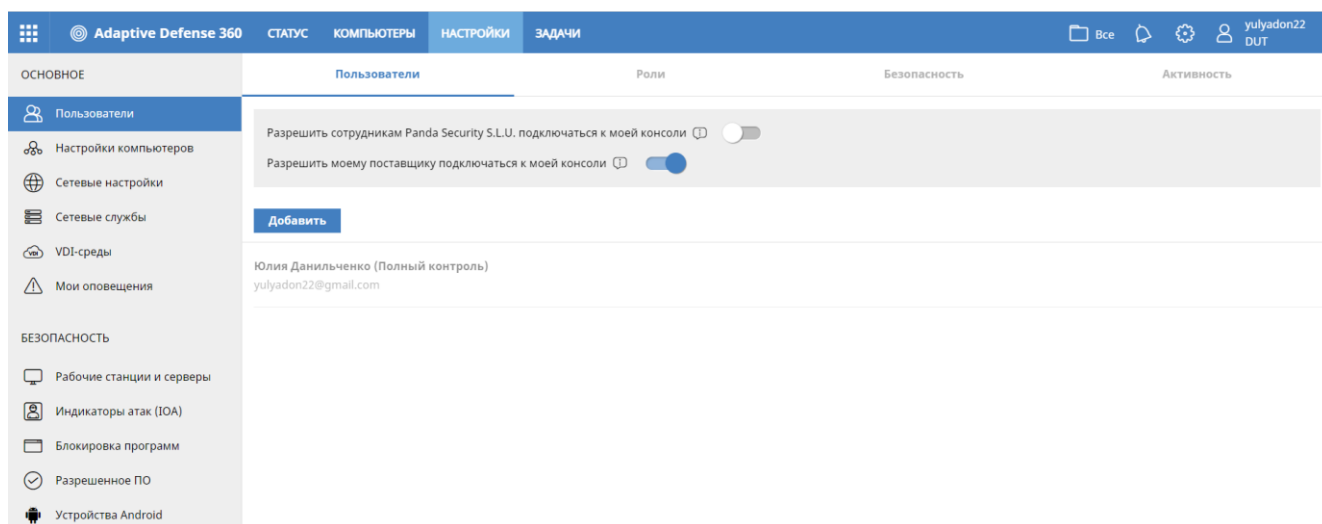 Adaptive Defense 360 СТАТУС КОМПЬЮТЕРЫ НАСТРОЙКИ ЗАДАЧИ Все yulyadon22
DUT
ОСНОВНОЕ Пользователи Роли Безопасность Активность
Пользователи
Настройки компьютеров
Сетевые настройки
Сетевые службы
VDI VDI-среды
Мои оповещения
БЕЗОПАСНОСТЬ
Рабочие станции и серверы
Индикаторы атак (IOA)
Блокировка программ
Разрешенное ПО
Устройства Android
Разрешить сотрудникам Panda Security S.L.U. подключаться к моей консоли
Разрешить моему поставщику подключаться к моей консоли
Добавить
Юлия Данильченко (Полный контроль)
yulyadon22@gmail.com